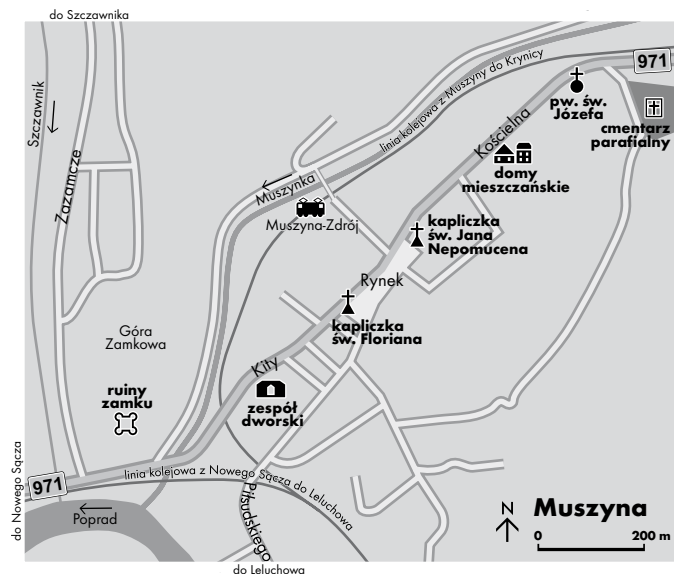 do Szczawnika
Szczawnik
Zazamcze
linia kolejowa z Muszyny do Krynicy
971
pw. św.
Józefa
cmentarz
parafialny
Kościelna
domy
mieszczańskie
Muszynka
Muszyna-Zdrój
kapliczka
św. Jana
Nepomucena
Rynek
kapliczka
św. Floriana
Góra
Zamkowa
Kity
ruiny
zamku
zespół
dworski
do Nowego Sącza
971
linia kolejowa z Nowego Sącza do Leluchowa
Poprad
Piłsudskiego
do Leluchowa
N
Muszyna
0 200 m